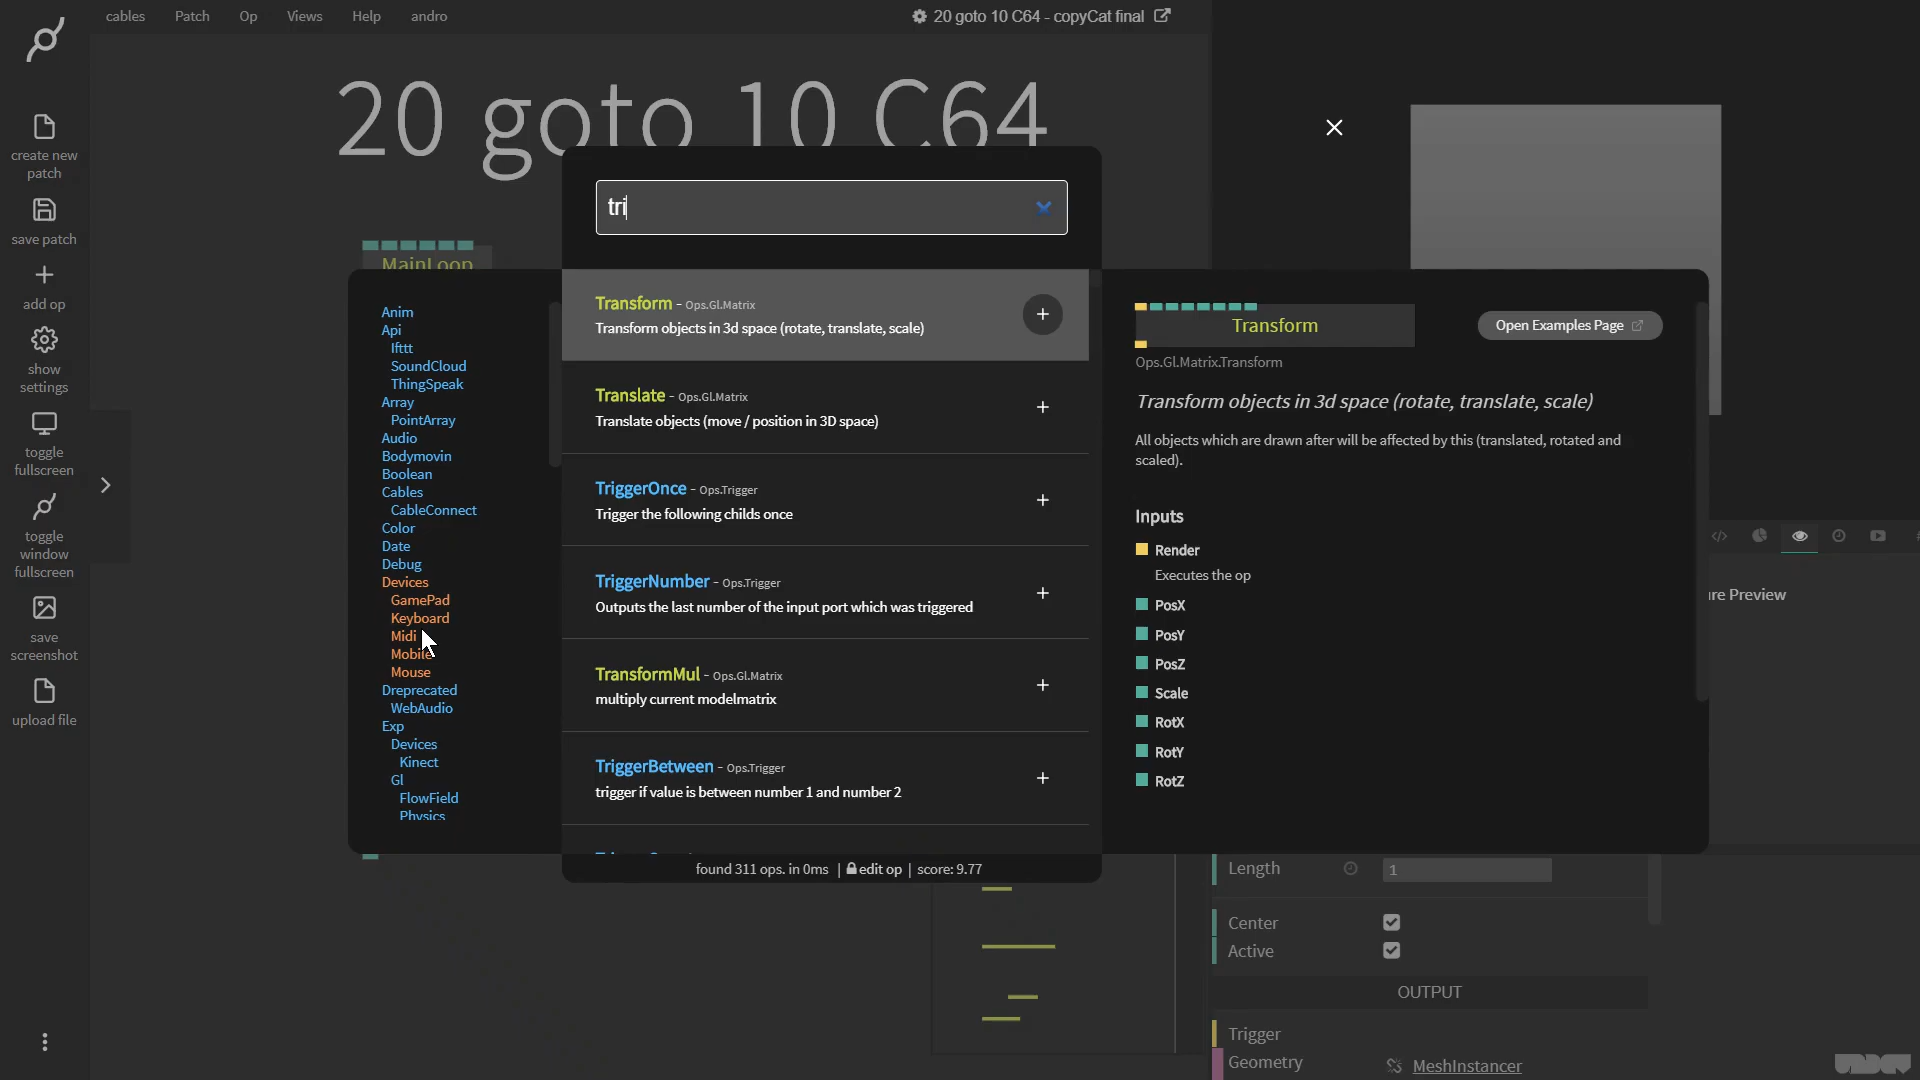 cables Patch Op Views Help andro
20 goto 10 C64 - copyCat final
20 goto 10 C64
create new
patch
save patch
add op
show
settings
toggle
fullscreen
toggle
window
fullscreen
save
screenshot
upload file
MainLoop
tri
Anim
Api
Ifttt
SoundCloud
ThingSpeak
Array
PointArray
Audio
Bodymovin
Boolean
Cables
CableConnect
Color
Date
Debug
Devices
GamePad
Keyboard
Midi
Mobile
Mouse
Dreprecated
WebAudio
Exp
Devices
Kinect
Gl
FlowField
Physics
Transform - Ops.Gl.Matrix
Transform objects in 3d space (rotate, translate, scale)
Translate - Ops.Gl.Matrix
Translate objects (move / position in 3D space)
TriggerOnce - Ops.Trigger
Trigger the following childs once
TriggerNumber - Ops.Trigger
Outputs the last number of the input port which was triggered
TransformMul - Ops.Gl.Matrix
multiply current modelmatrix
TriggerBetween - Ops.Trigger
trigger if value is between number 1 and number 2
found 311 ops. in 0ms | edit op | score: 9.77
Transform
Open Examples Page
Ops.Gl.Matrix.Transform
Transform objects in 3d space (rotate, translate, scale)
All objects which are drawn after will be affected by this (translated, rotated and
scaled).
Inputs
Render
Executes the op
PosX
PosY
PosZ
Scale
RotX
RotY
RotZ
re Preview
Length 1
Center
Active
OUTPUT
Trigger
Geometry MeshInstancer